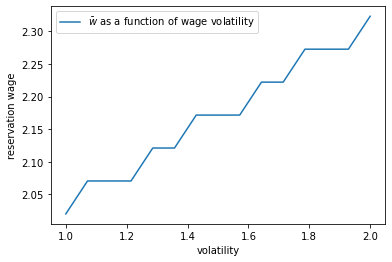 w̄ as a function of wage volatility
2.30
2.25
2.20
2.15
2.10
2.05
reservation wage
1.0 1.2 1.4 1.6 1.8 2.0
volatility